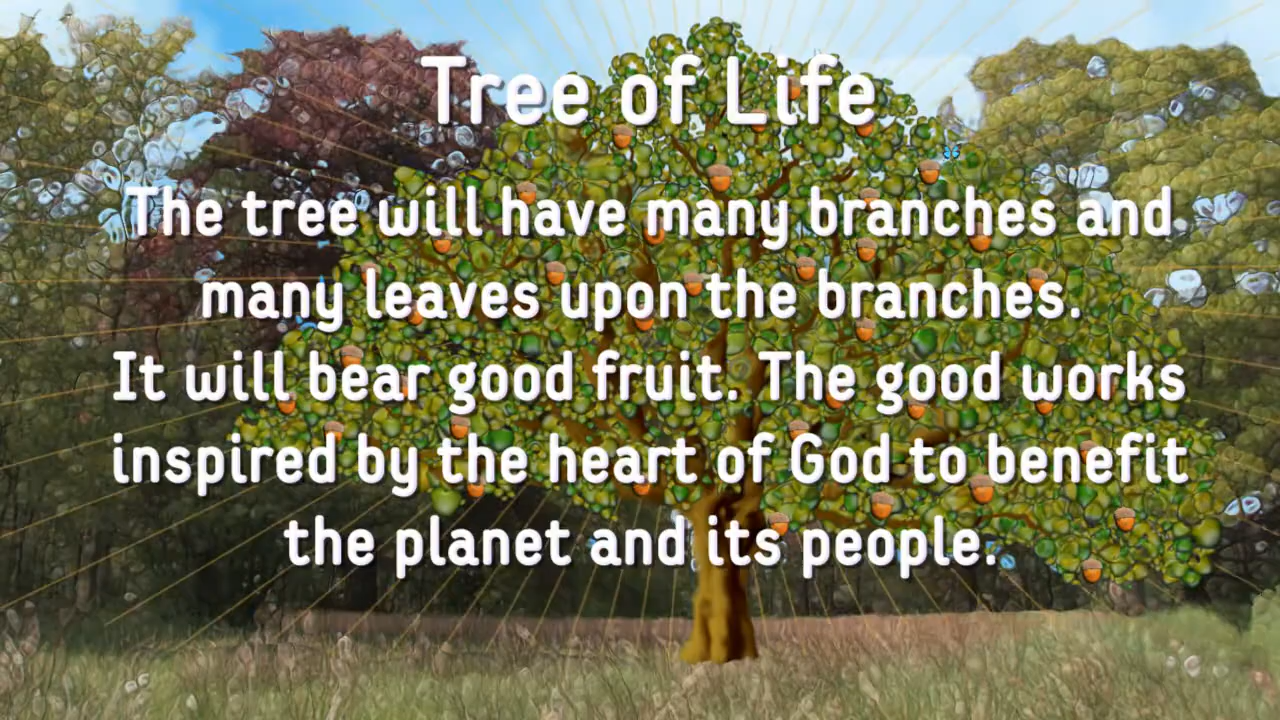 Tree of Life
The tree will have many branches and
many leaves upon the branches.
It will bear good fruit. The good works
inspired by the heart of God to benefit
the planet and its people.